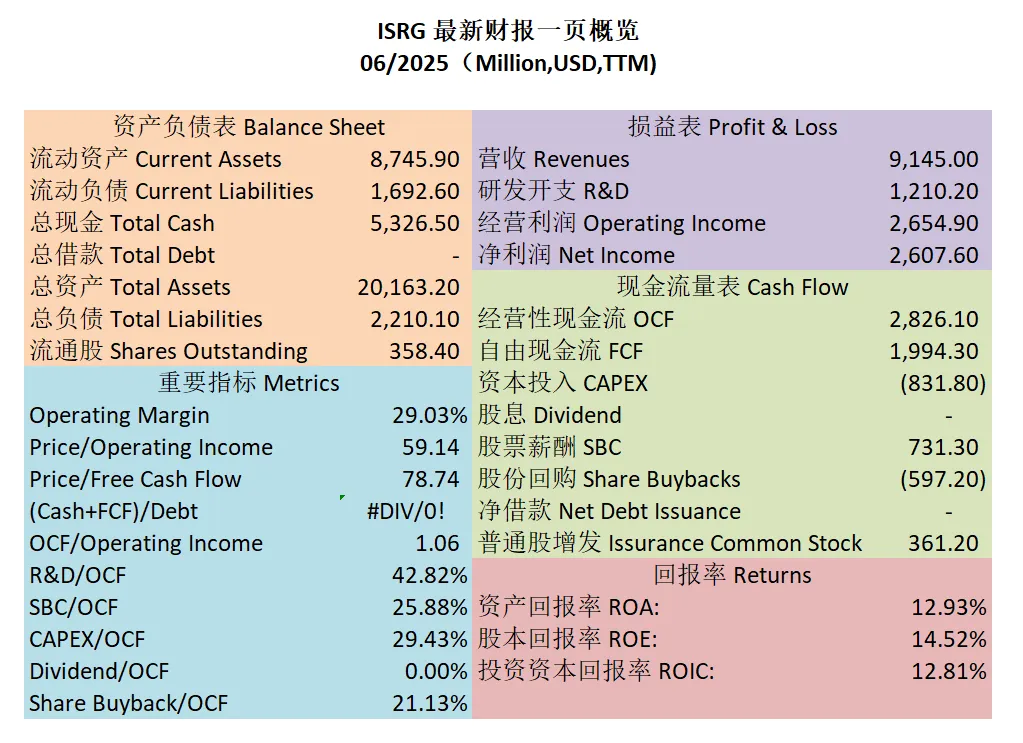 ISRG 最新财报一页概览
06/2025（Million,USD,TTM)
资产负债表 Balance Sheet
流动资产 Current Assets 8,745.90
流动负债 Current Liabilities 1,692.60
总现金 Total Cash 5,326.50
总借款 Total Debt -
总资产 Total Assets 20,163.20
总负债 Total Liabilities 2,210.10
流通股 Shares Outstanding 358.40
重要指标 Metrics
Operating Margin 29.03%
Price/Operating Income 59.14
Price/Free Cash Flow 78.74
(Cash+FCF)/Debt #DIV/0!
OCF/Operating Income 1.06
R&D/OCF 42.82%
SBC/OCF 25.88%
CAPEX/OCF 29.43%
Dividend/OCF 0.00%
Share Buyback/OCF 21.13%
损益表 Profit & Loss
营收 Revenues 9,145.00
研发开支 R&D 1,210.20
经营利润 Operating Income 2,654.90
净利润 Net Income 2,607.60
现金流量表 Cash Flow
经营性现金流 OCF 2,826.10
自由现金流 FCF 1,994.30
资本投入 CAPEX (831.80)
股息 Dividend -
股票薪酬 SBC 731.30
股份回购 Share Buybacks (597.20)
净借款 Net Debt Issuance -
普通股增发 Issurance Common Stock 361.20
回报率 Returns
资产回报率 ROA: 12.93%
股本回报率 ROE: 14.52%
投资资本回报率 ROIC: 12.81%